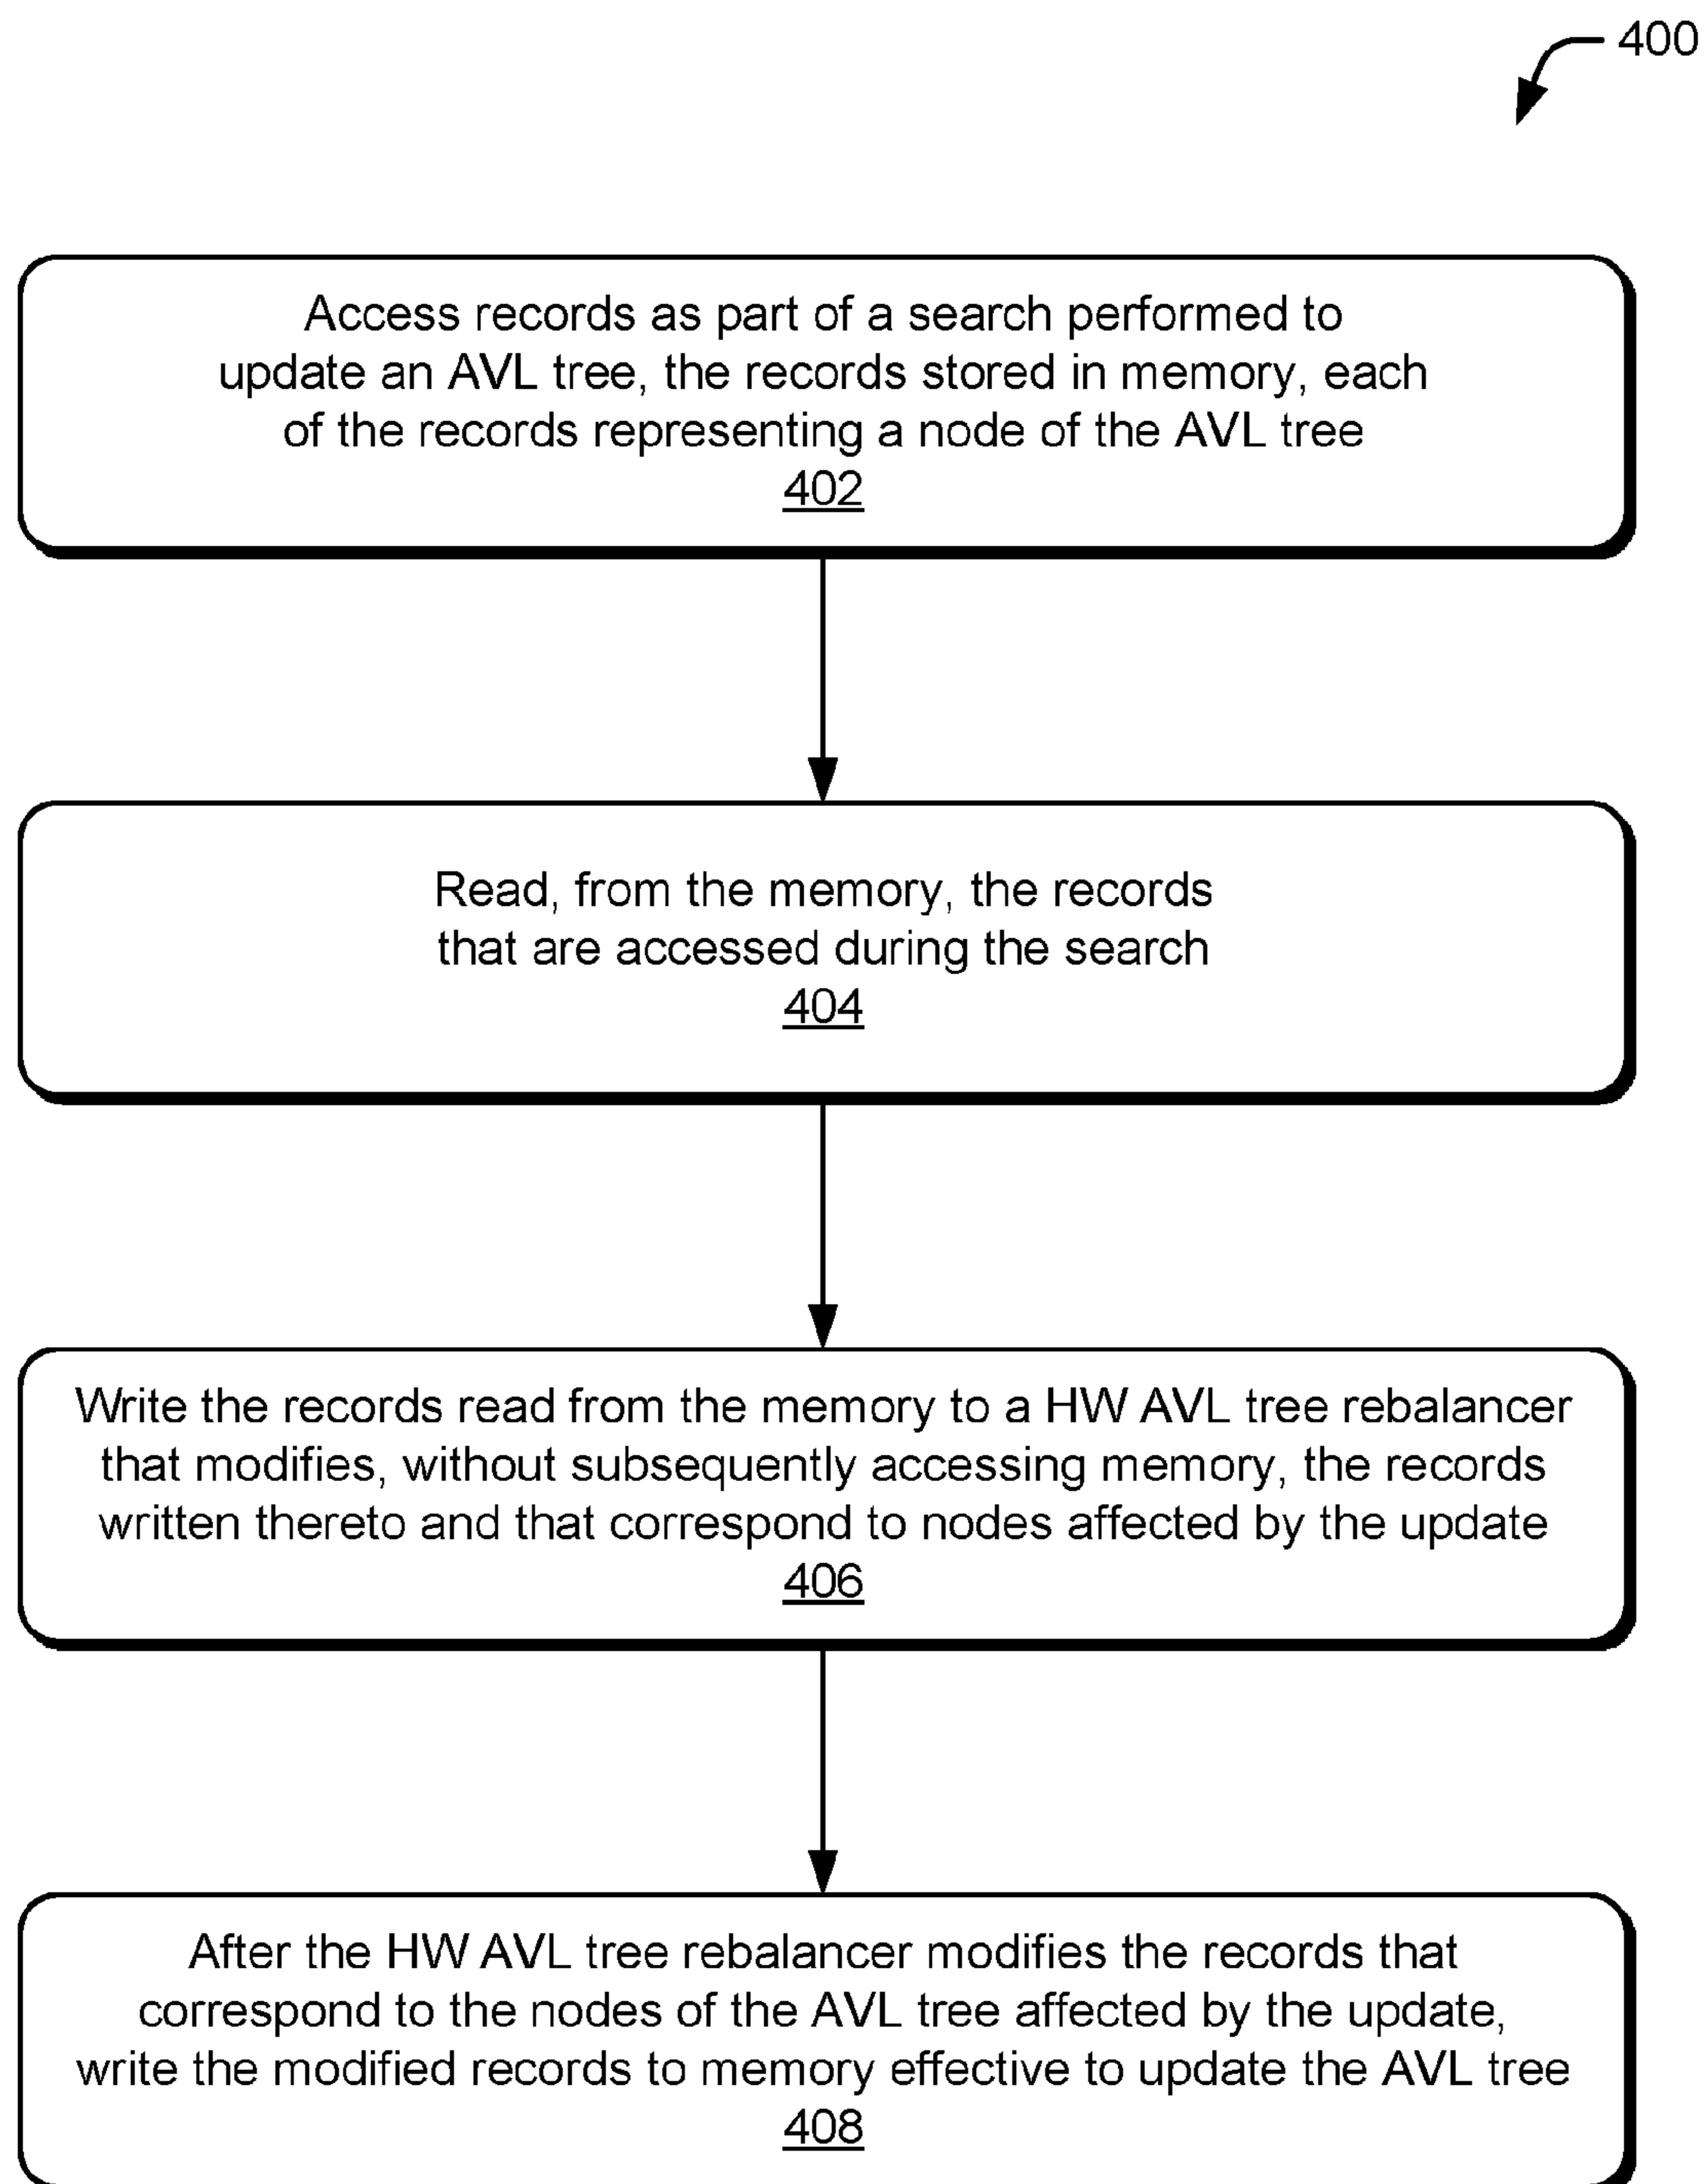 400
Access records as part of a search performed to
update an AVL tree, the records stored in memory, each
of the records representing a node of the AVL tree
402
Read, from the memory, the records
that are accessed during the search
404
Write the records read from the memory to a HW AVL tree rebalancer
that modifies, without subsequently accessing memory, the records
written thereto and that correspond to nodes affected by the update
406
After the HW AVL tree rebalancer modifies the records that
correspond to the nodes of the AVL tree affected by the update,
write the modified records to memory effective to update the AVL tree
408